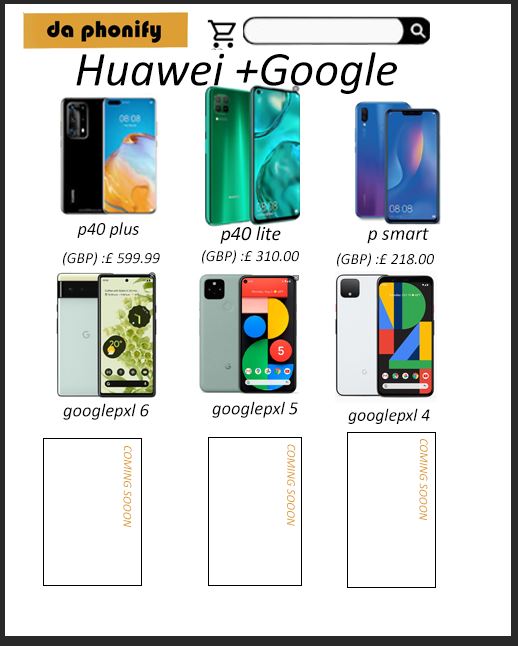 da phonify
Huawei +Google
p40 plus
p40 lite
p smart
(GBP) :£ 599.99
(GBP) :£ 310.00
(GBP) :£ 218.00
googlepxl 6
googlepxl 5
googlepxl 4
COMING SOOON
COMING SOOON
COMING SOOON